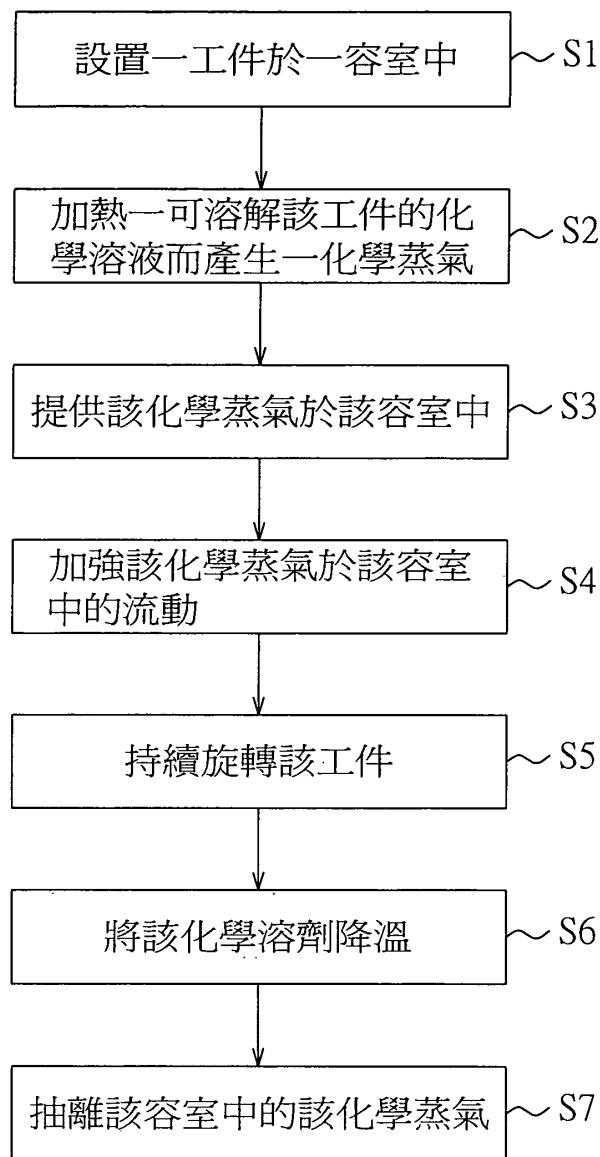 設置一工件於一容室中 S1
加熱一可溶解該工件的化
學溶液而產生一化學蒸氣 S2
提供該化學蒸氣於該容室中 S3
加強該化學蒸氣於該容室
中的流動 S4
持續旋轉該工件 S5
將該化學溶劑降溫 S6
抽離該容室中的該化學蒸氣 S7